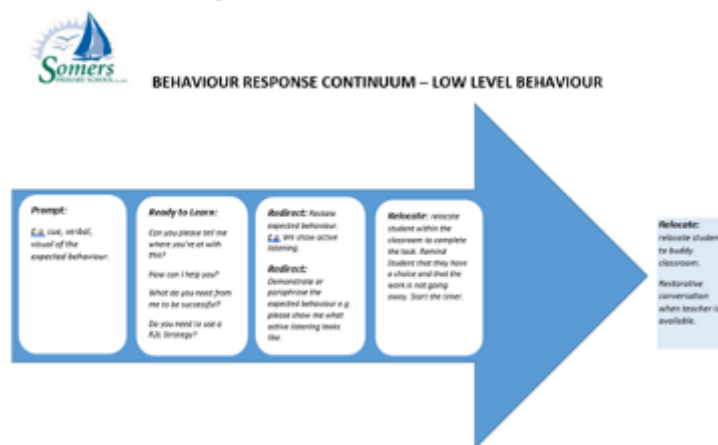 Somers
PRIMARY SCHOOL
BEHAVIOUR RESPONSE CONTINUUM – LOW LEVEL BEHAVIOUR
Prompt:
E.g. cue, verbal,
visual of the
expected behaviour.
Ready to Learn:
Can you please tell me
where you're at with
this?
How can I help you?
What do you need from
me to be successful?
Do you need to use a
R2L Strategy?
Redirect: Restate
expected behaviour.
E.g. We show active
listening.
Redirect:
Demonstrate or
paraphrase the
expected behaviour e.g.
please show me what
active listening looks
like.
Relocate: relocate
student within the
classroom to complete
the task. Remind
Student that they have
a choice and that the
work is not going
away. Start the timer.
Relocate:
relocate student
to buddy
classroom.
Restorative
conversation
when teacher is
available.